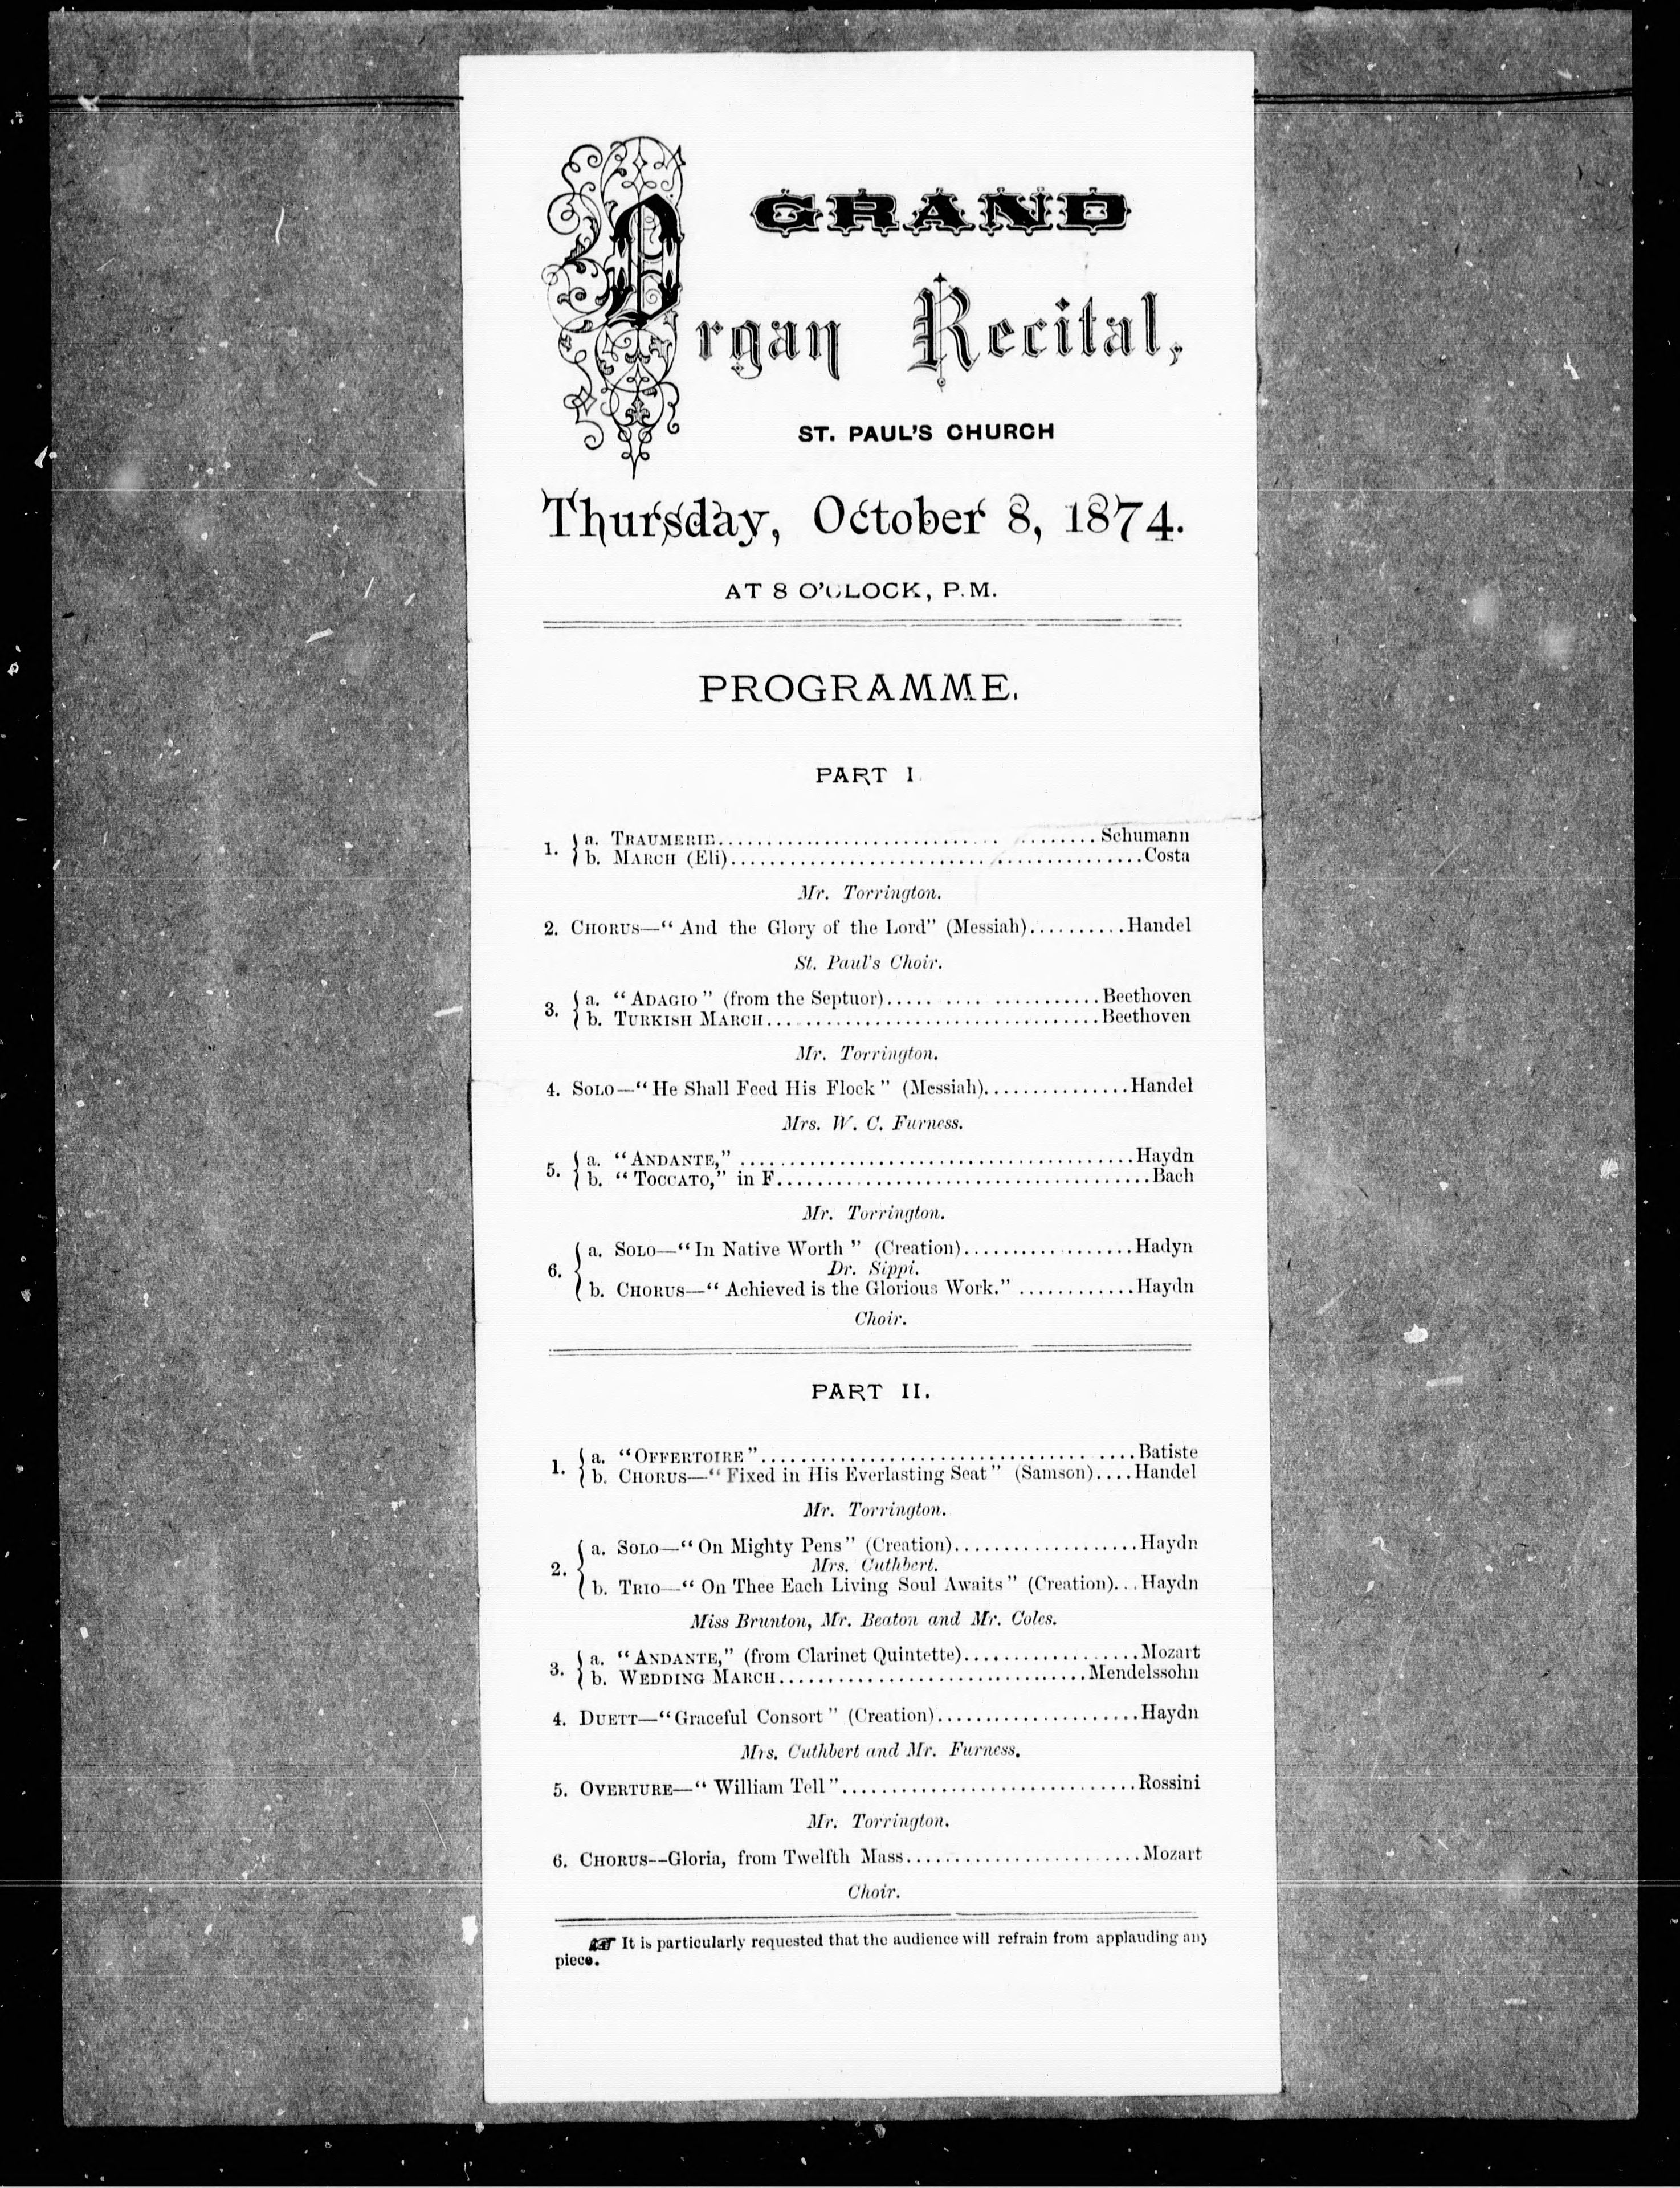 GRAND
Organ Recital,
ST. PAUL'S CHURCH
Thursday, October 8, 1874.
AT 8 O'CLOCK, P.M.
PROGRAMME.
PART I.
1. { a. TRAUMERIE........................................ Schumann
{ b. MARCH (Eli)..........................................Costa
Mr. Torrington.
2. CHORUS—“ And the Glory of the Lord” (Messiah)..........Handel
St. Paul's Choir.
3. { a. “ ADAGIO ” (from the Septuor)..... .... ...........Beethoven
{ b. TURKISH MARCH..................................Beethoven
Mr. Torrington.
4. SOLO—“ He Shall Feed His Flock ” (Messiah)...............Handel
Mrs. W. C. Furness.
5. { a. “ ANDANTE,” ........................................Haydn
{ b. “ TOCCATO,” in F......................................Bach
Mr. Torrington.
6. { a. SOLO—“ In Native Worth ” (Creation)..................Hadyn
Dr. Sippi.
b. CHORUS—“ Achieved is the Glorious Work.” ............Haydn
Choir.
PART II.
1. { a. “OFFERTOIRE”......................................Batiste
{ b. CHORUS—“ Fixed in His Everlasting Seat” (Samson)....Handel
Mr. Torrington.
2. { a. SOLO—“ On Mighty Pens” (Creation)...................Haydn
Mrs. Cuthbert.
b. TRIO—“ On Thee Each Living Soul Awaits” (Creation)...Haydn
Miss Brunton, Mr. Beaton and Mr. Coles.
3. { a. “ ANDANTE,” (from Clarinet Quintette)..................Mozart
{ b. WEDDING MARCH...............................Mendelssohn
4. DUETT—“Graceful Consort” (Creation).....................Haydn
Mrs. Cuthbert and Mr. Furness.
5. OVERTURE—“ William Tell”..............................Rossini
Mr. Torrington.
6. CHORUS--Gloria, from Twelfth Mass........................Mozart
Choir.
☞ It is particularly requested that the audience will refrain from applauding any
piece.